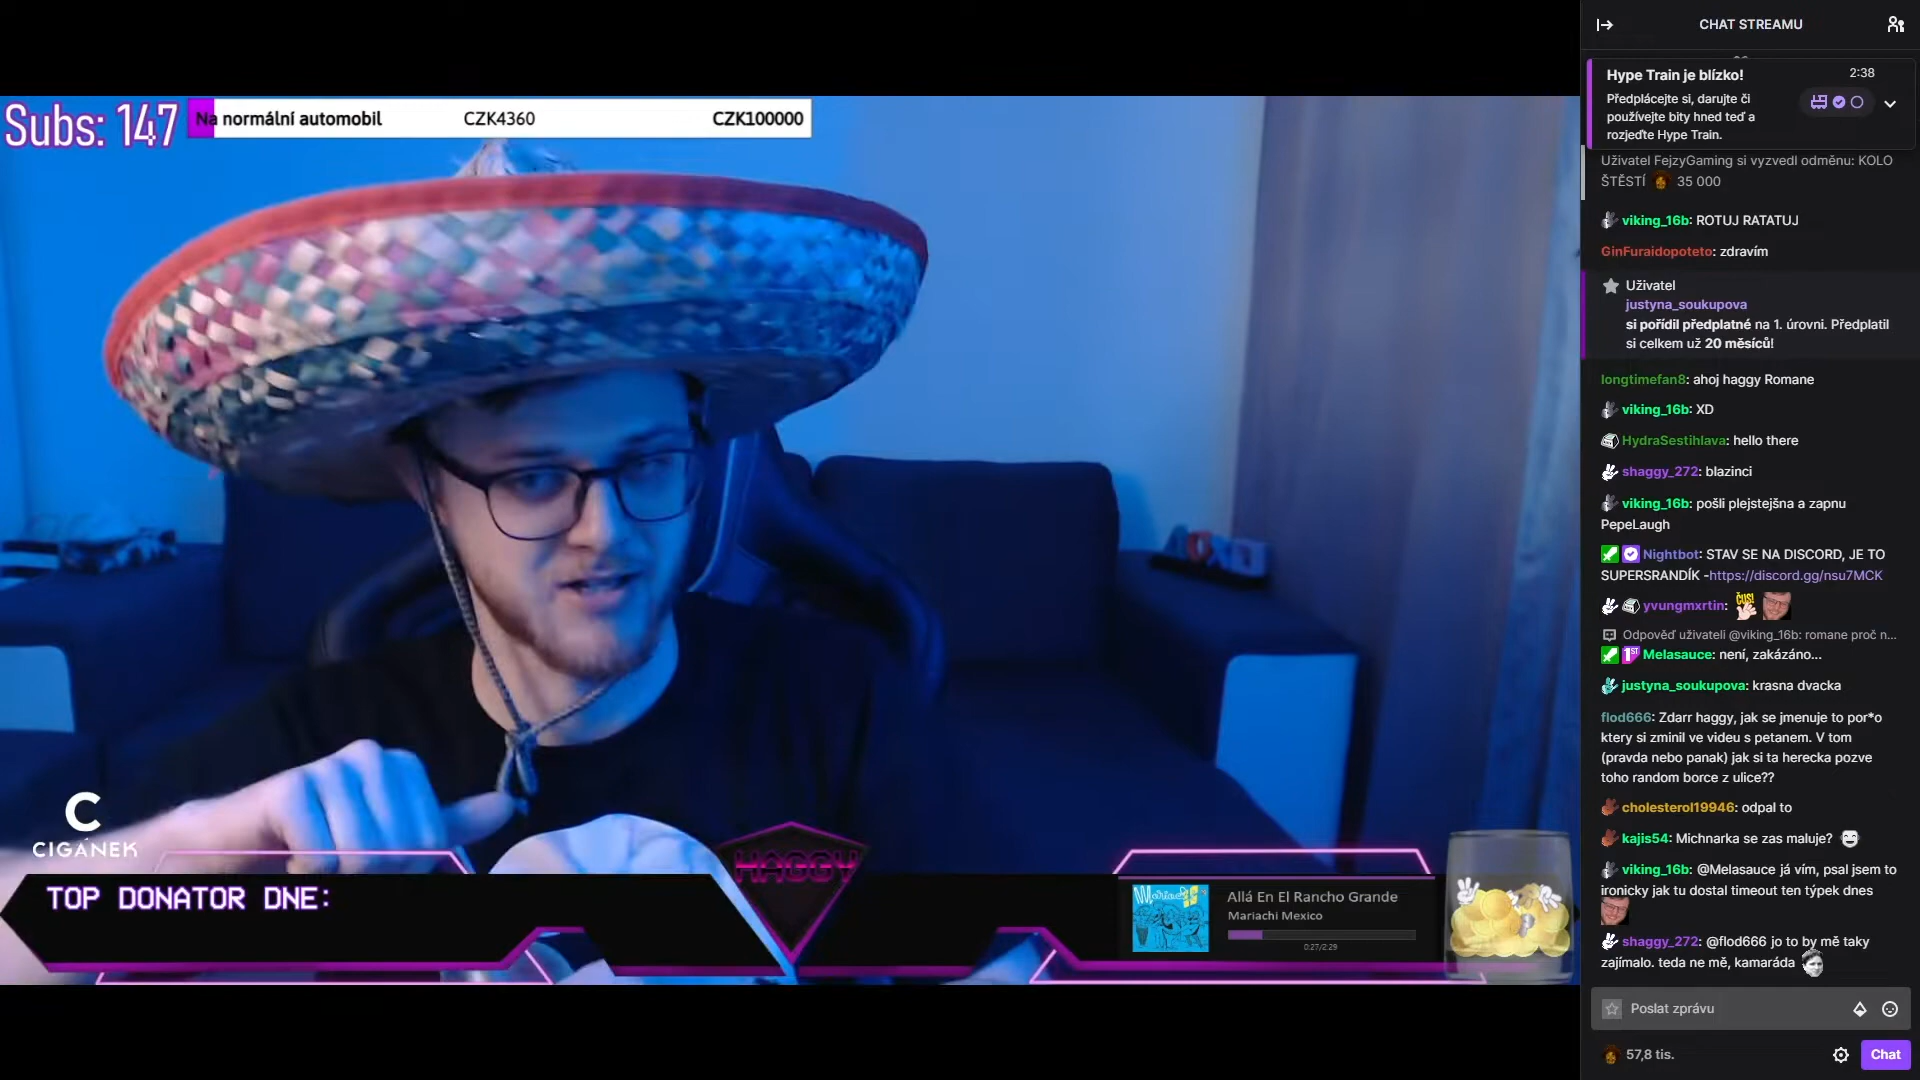 Subs: 147
Na normální automobil CZK4360 CZK100000
C
CIGÁNEK
HAGGY
TOP DONATOR DNE:
Allá En El Rancho Grande
Mariachi Mexico
0:27/2:29
CHAT STREAMU
Hype Train je blízko!
2:38
Předplácejte si, darujte či
používejte bity hned teď a
rozjeďte Hype Train.
Uživatel FejzyGaming si vyzvedl odměnu: KOLO
ŠTĚSTÍ 35 000
viking_16b: ROTUJ RATATUJ
GinFuraidopoteto: zdravím
Uživatel
justyna_soukupova
si pořídil předplatné na 1. úrovni. Předplatil
si celkem už 20 měsíců!
longtimefan8: ahoj haggy Romane
viking_16b: XD
HydraSestihlava: hello there
shaggy_272: blazinci
viking_16b: pošli plejstejšna a zapnu
PepeLaugh
Nightbot: STAV SE NA DISCORD, JE TO
SUPERSRANDÍK -https://discord.gg/nsu7MCK
yvungmxrtin: ČUS!
Odpověď uživateli @viking_16b: romane proč n...
1ST Melasauce: není, zakázáno...
justyna_soukupova: krasna dvacka
flod666: Zdarr haggy, jak se jmenuje to por*o
ktery si zminil ve videu s petanem. V tom
(pravda nebo panak) jak si ta herecka pozve
toho random borce z ulice??
cholesterol19946: odpal to
kajis54: Michnarka se zas maluje?
viking_16b: @Melasauce já vím, psal jsem to
ironicky jak tu dostal timeout ten týpek dnes
shaggy_272: @flod666 jo to by mě taky
zajímalo. teda ne mě, kamaráda
Poslat zprávu
57,8 tis.
Chat